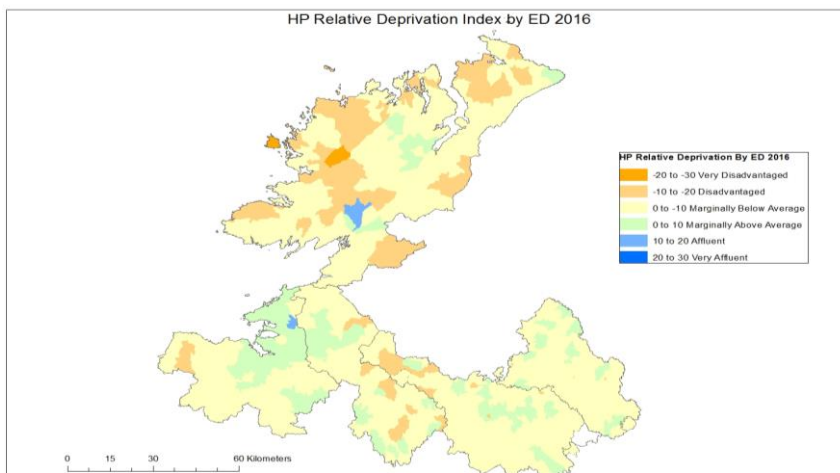 HP Relative Deprivation Index by ED 2016
HP Relative Deprivation By ED 2016
-20 to -30 Very Disadvantaged
-10 to -20 Disadvantaged
0 to -10 Marginally Below Average
0 to 10 Marginally Above Average
10 to 20 Affluent
20 to 30 Very Affluent
0 15 30 60 Kilometers